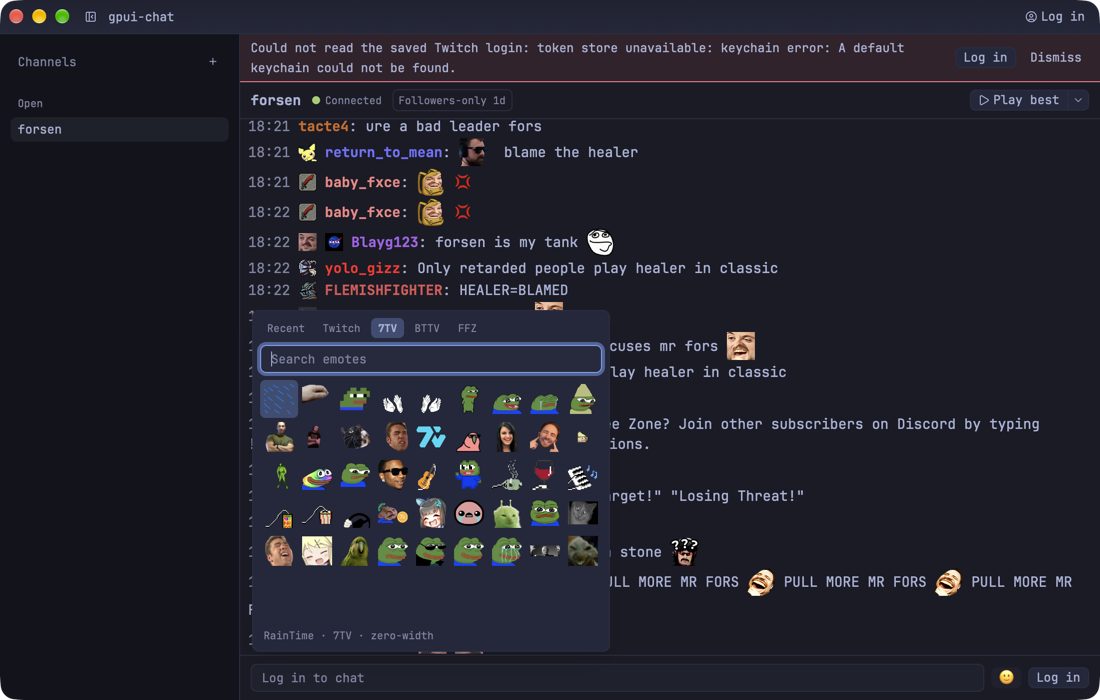 gpui-chat
Log in
Channels
+
Open
forsen
Could not read the saved Twitch login: token store unavailable: keychain error: A default
keychain could not be found.
Log in
Dismiss
forsen
Connected
Followers-only 1d
Play best
18:21 tacte4: ure a bad leader fors
18:21 return_to_mean: blame the healer
18:21 baby_fxce:
18:22 baby_fxce:
18:22 Blayg123: forsen is my tank
18:22 yolo_gizz: Only retarded people play healer in classic
18:22 FLEMISHFIGHTER: HEALER=BLAMED
Recent Twitch 7TV BTTV FFZ
Search emotes
cuses mr fors
lay healer in classic
e Zone? Join other subscribers on Discord by typing
ions.
rget!" "Losing Threat!"
stone
???
LL MORE MR FORS PULL MORE MR FORS PULL MORE MR
RainTime · 7TV · zero-width
Log in to chat
Log in